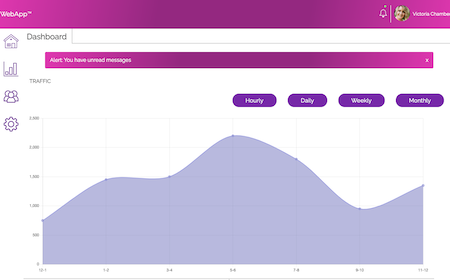 WebApp™
Victoria Chambe
Dashboard
Alert: You have unread messages x
TRAFFIC
Hourly Daily Weekly Monthly
2,500
2,000
1,500
1,000
500
0
12-1 1-2 3-4 5-6 7-8 9-10 11-12